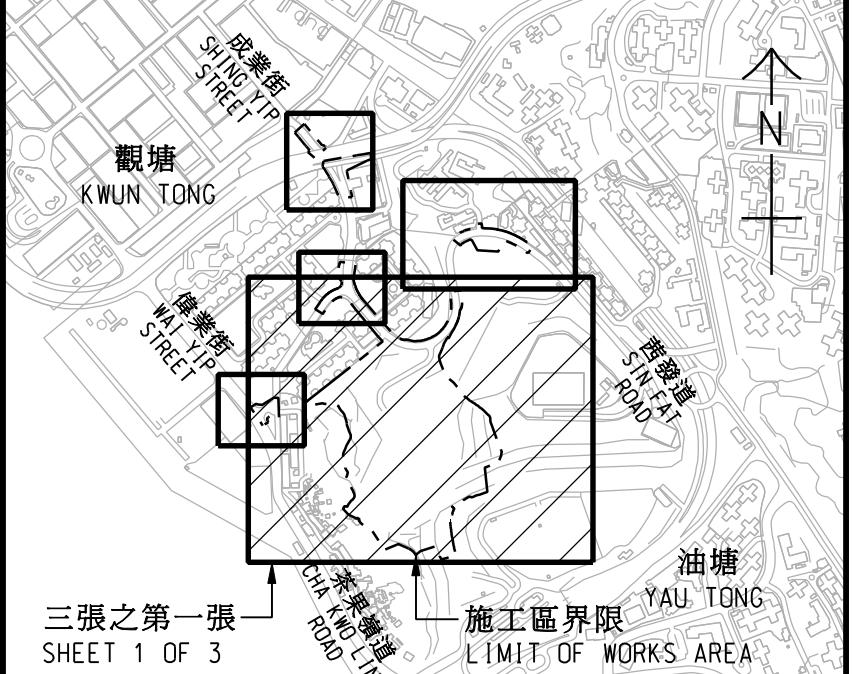 成業街
SHING YIP
STREET
N
觀塘
KWUN TONG
偉業街
WAI YIP
STREET
茜發道
SIN FAT
ROAD
油塘
YAU TONG
茶果嶺道
CHA KWO LIN
ROAD
三張之第一張
SHEET 1 OF 3
施工區界限
LIMIT OF WORKS AREA